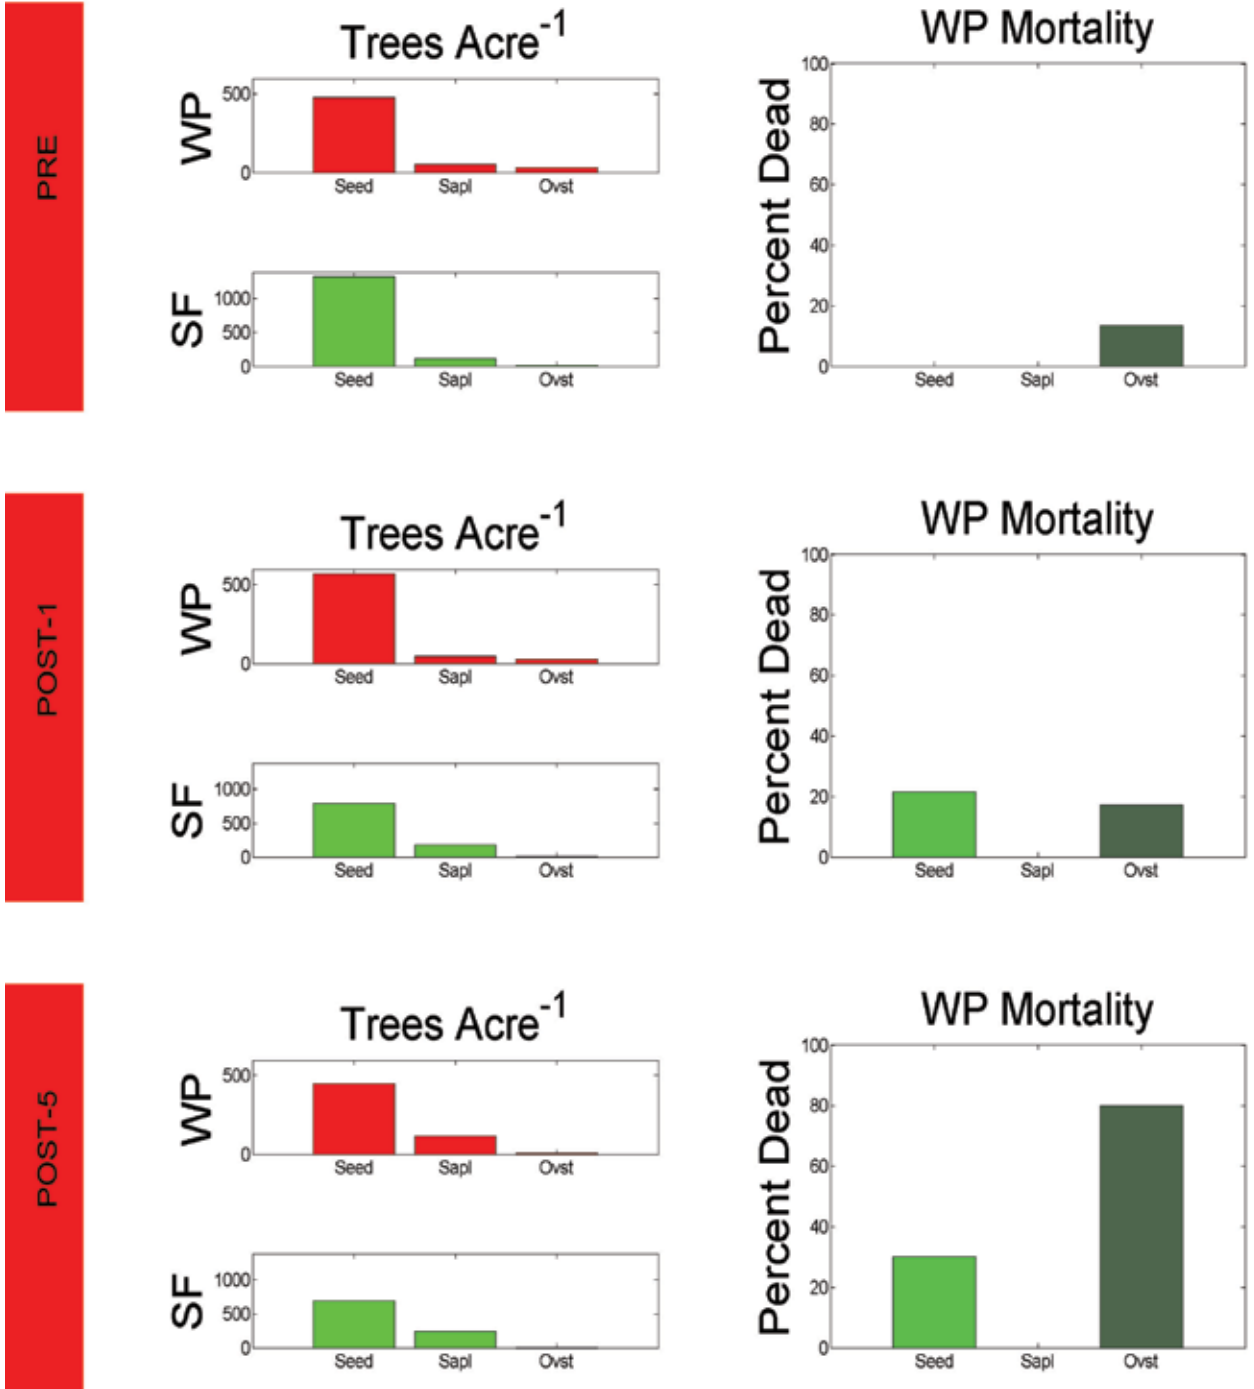 PRE
Trees Acre-1
WP
500
0
Seed Sapl Ovst
SF
1000
500
0
Seed Sapl Ovst
WP Mortality
Percent Dead
100
80
60
40
20
0
Seed Sapl Ovst
POST-1
Trees Acre-1
WP
500
0
Seed Sapl Ovst
SF
1000
500
0
Seed Sapl Ovst
WP Mortality
Percent Dead
100
80
60
40
20
0
Seed Sapl Ovst
POST-5
Trees Acre-1
WP
500
0
Seed Sapl Ovst
SF
1000
500
0
Seed Sapl Ovst
WP Mortality
Percent Dead
100
80
60
40
20
0
Seed Sapl Ovst